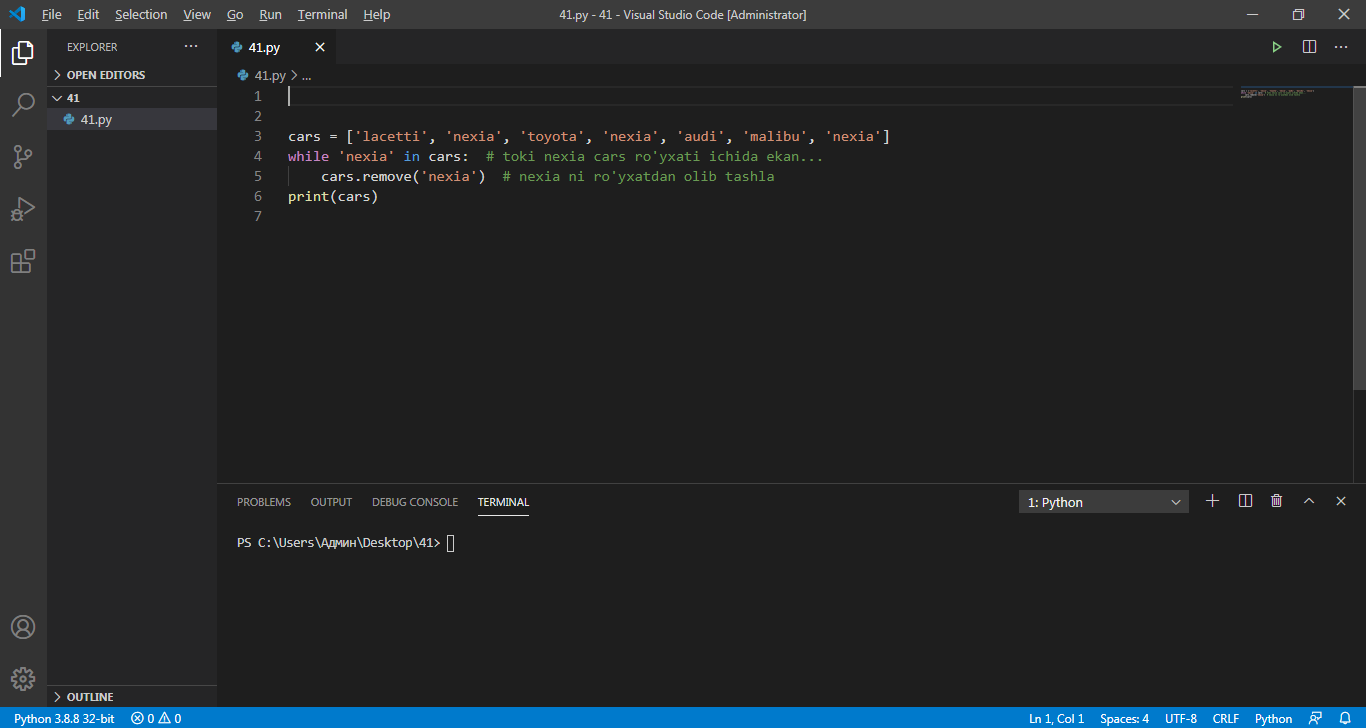 File Edit Selection View Go Run Terminal Help
41.py - 41 - Visual Studio Code [Administrator]
EXPLORER
OPEN EDITORS
41
41.py
OUTLINE
41.py
41.py > ...
1
2
3 cars = ['lacetti', 'nexia', 'toyota', 'nexia', 'audi', 'malibu', 'nexia']
4 while 'nexia' in cars:  # toki nexia cars ro'yxati ichida ekan...
5     cars.remove('nexia')  # nexia ni ro'yxatdan olib tashla
6 print(cars)
7
PROBLEMS OUTPUT DEBUG CONSOLE TERMINAL
1: Python
PS C:\Users\Админ\Desktop\41>
Python 3.8.8 32-bit 0 0
Ln 1, Col 1 Spaces: 4 UTF-8 CRLF Python